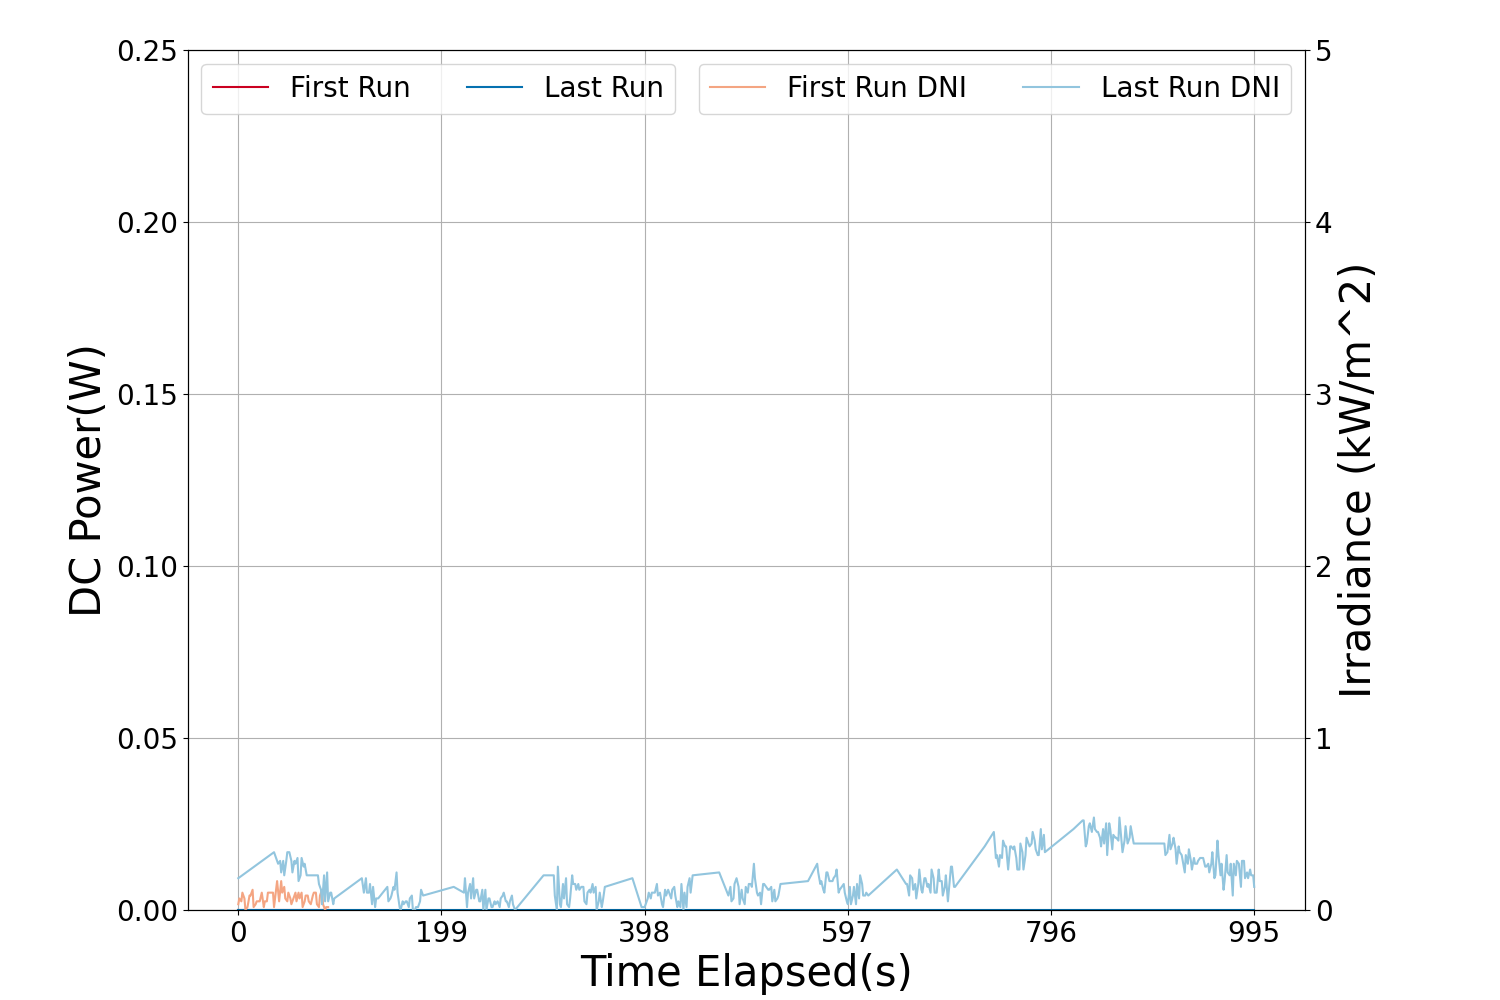 First Run
Last Run
First Run DNI
Last Run DNI
DC Power(W)
0.25
0.20
0.15
0.10
0.05
0.00
5
4
3
2
1
0
Irradiance (kW/m^2)
0
199
398
597
796
995
Time Elapsed(s)